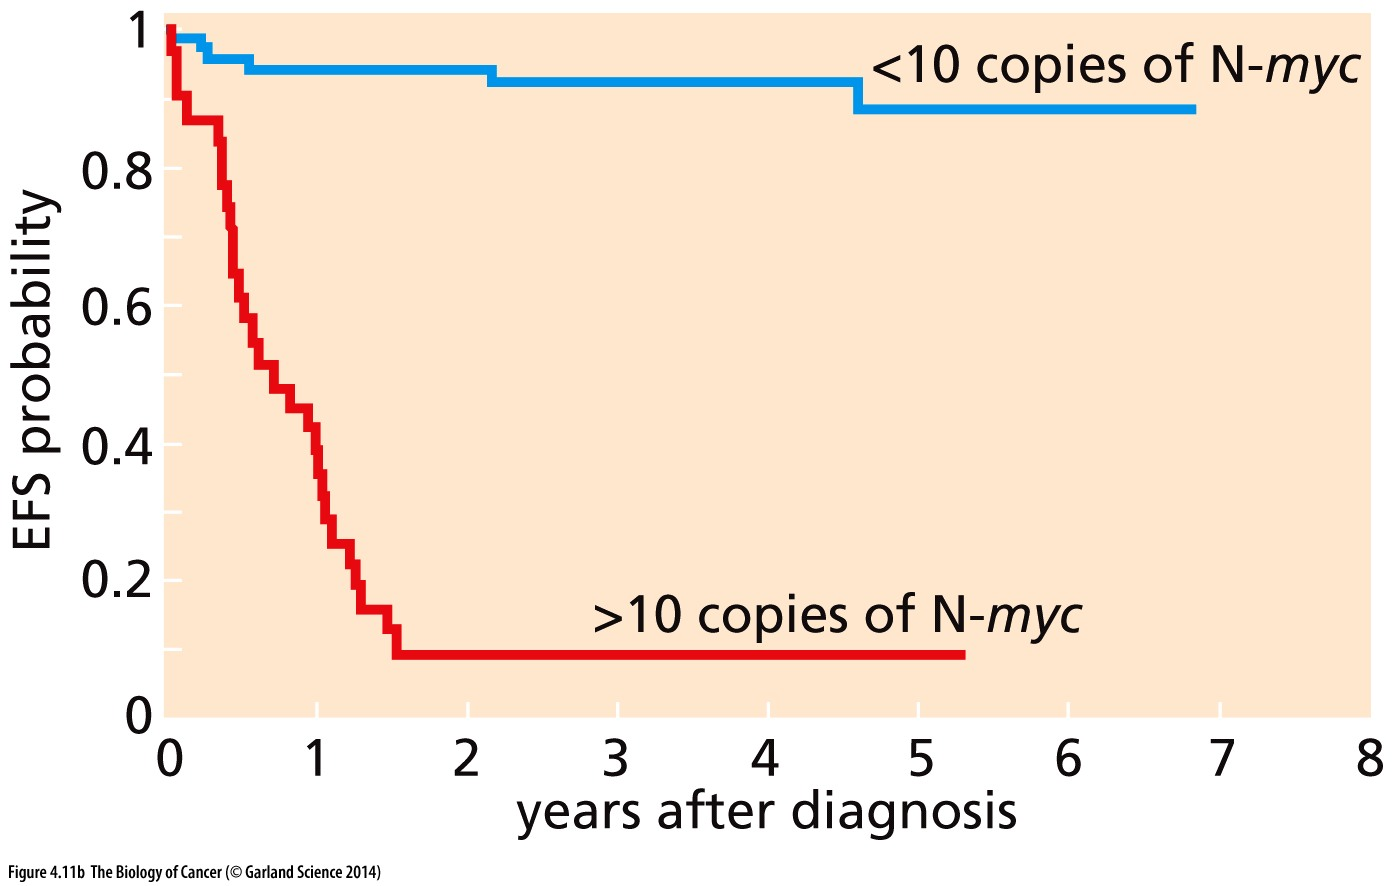 1
0.8
0.6
0.4
0.2
0
EFS probability
<10 copies of N-myc
>10 copies of N-myc
0 1 2 3 4 5 6 7 8
years after diagnosis
Figure 4.11b The Biology of Cancer (© Garland Science 2014)